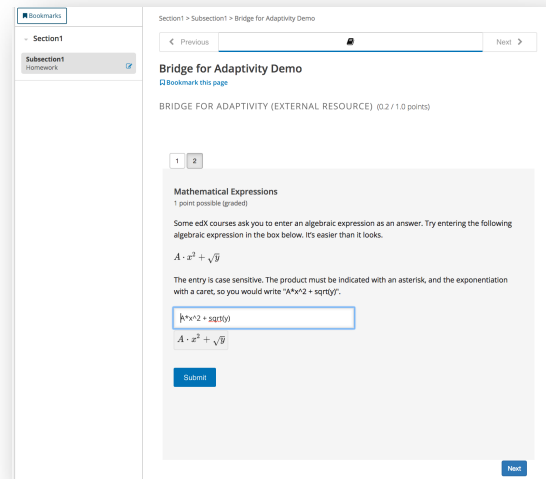 Bookmarks
Section1
Subsection1
Homework
Section1 > Subsection1 > Bridge for Adaptivity Demo
Previous
Next
Bridge for Adaptivity Demo
Bookmark this page
BRIDGE FOR ADAPTIVITY (EXTERNAL RESOURCE) (0.2 / 1.0 points)
1 2
Mathematical Expressions
1 point possible (graded)
Some edX courses ask you to enter an algebraic expression as an answer. Try entering the following
algebraic expression in the box below. It's easier than it looks.
A · x² + √y
The entry is case sensitive. The product must be indicated with an asterisk, and the exponentiation
with a caret, so you would write "A*x^2 + sqrt(y)".
A*x^2 + sqrt(y)
A · x² + √y
Submit
Next